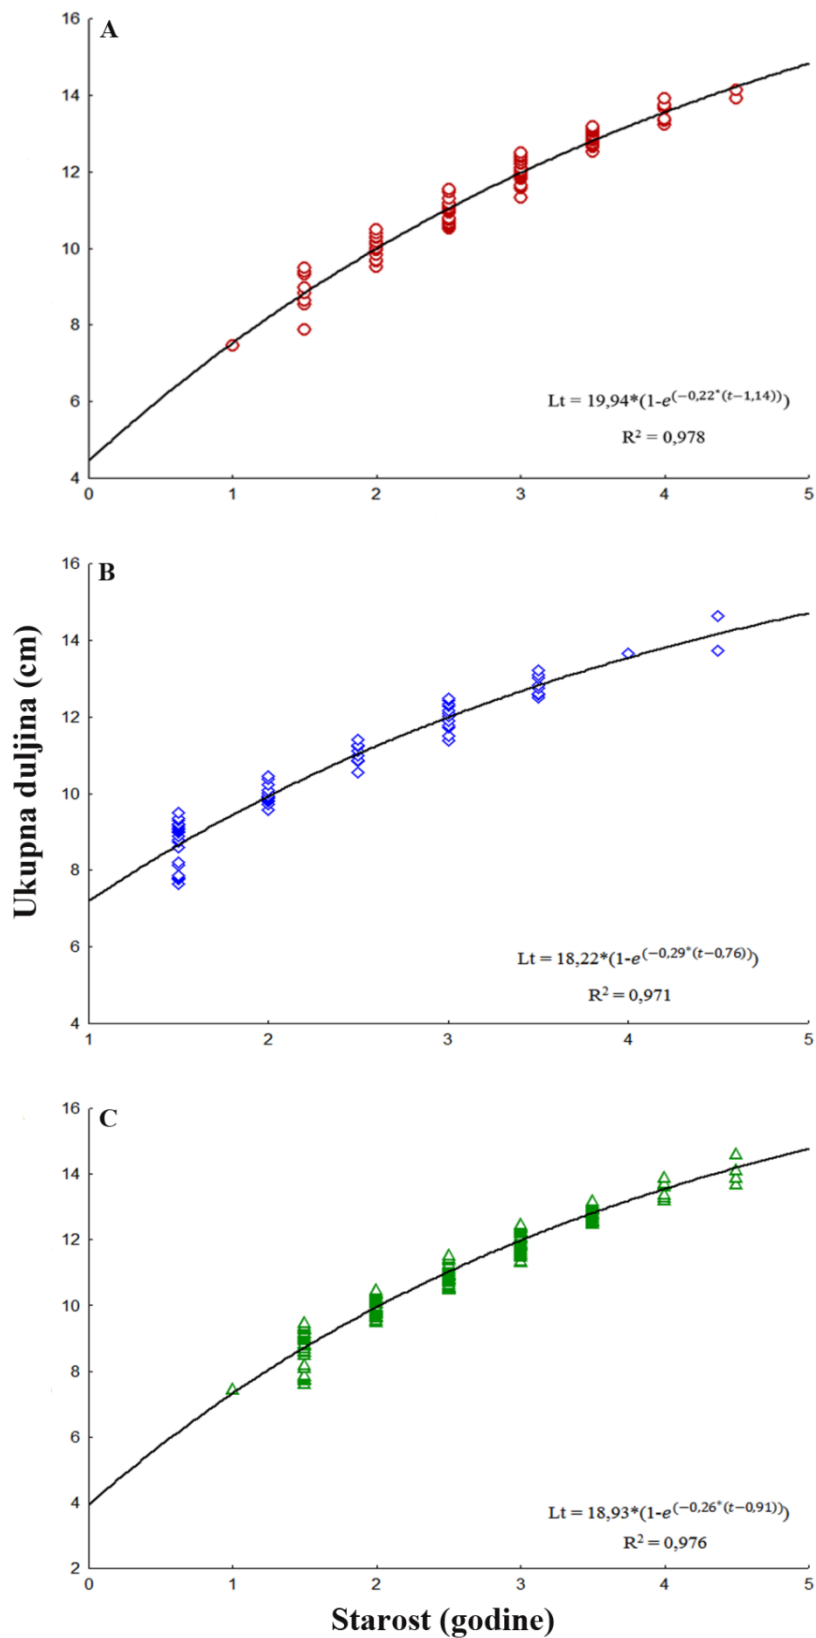 A
16
14
12
10
8
6
4
0 1 2 3 4 5
Lt = 19,94*(1-e^(−0,22*(t−1,14)))
R² = 0,978
B
16
14
12
10
8
6
4
1 2 3 4 5
Lt = 18,22*(1-e^(−0,29*(t−0,76)))
R² = 0,971
Ukupna duljina (cm)
C
16
14
12
10
8
6
4
2
0 1 2 3 4 5
Lt = 18,93*(1-e^(−0,26*(t−0,91)))
R² = 0,976
Starost (godine)